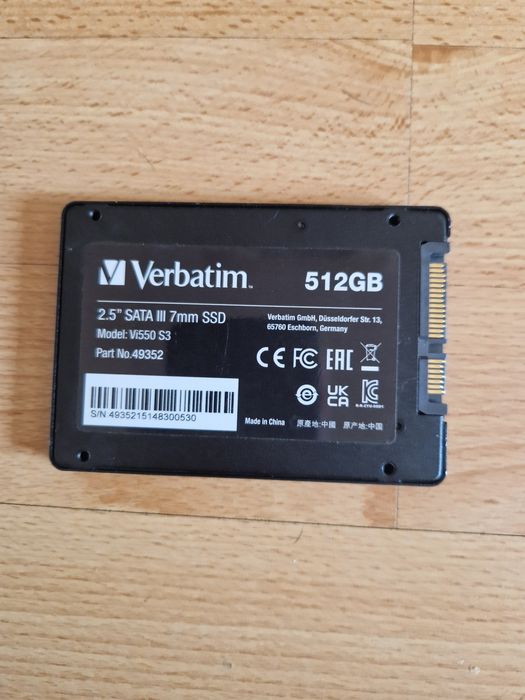 Verbatim™
512GB
2.5" SATA III 7mm SSD
Model: Vi550 S3
Part No.49352
Verbatim GmbH, Düsseldorfer Str. 13,
65760 Eschborn, Germany
CE FC EAC
UK
CA
S/N:4935215148300530
Made in China 原產地:中國 原产地:中国